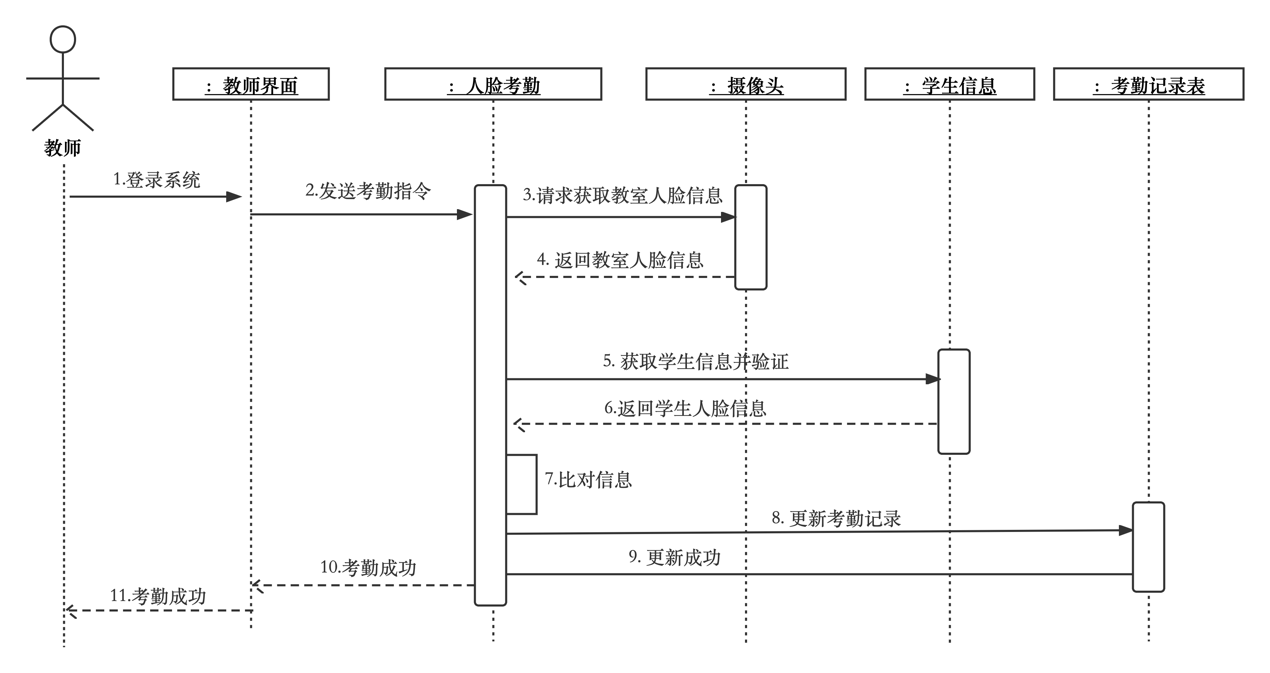 : 教师界面
: 人脸考勤
: 摄像头
: 学生信息
: 考勤记录表
教师
1.登录系统
2.发送考勤指令
3.请求获取教室人脸信息
4. 返回教室人脸信息
5. 获取学生信息并验证
6.返回学生人脸信息
7.比对信息
8. 更新考勤记录
9. 更新成功
10.考勤成功
11.考勤成功